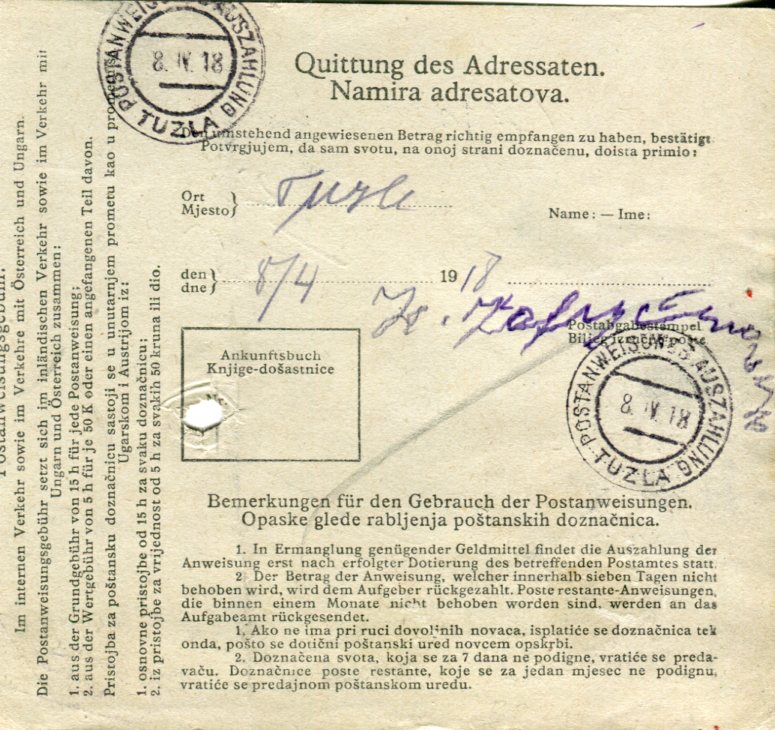 Postanweisungsgebühr:
Im internen Verkehr sowie im Verkehre mit Österreich und Ungarn.
Die Postanweisungsgebühr setzt sich im inländischen Verkehr sowie im Verkehr mit
Ungarn und Österreich zusammen:
1. aus der Grundgebühr von 15 h für jede Postanweisung;
2. aus der Wertgebühr von 5 h für je 50 K oder einen angefangenen Teil davon.
Pristojba za poštansku doznačnicu sastoji se u unutarnjem prometu kao u prometu
Ugarskom i Austrijom iz:
1. osnovne pristojbe od 15 h za svaku doznačnicu;
2. iz pristojbe za vrijednost od 5 h za svakih 50 kruna ili dio.
POSTANWEISUNGS AUSZAHLUNG
8. IV. 18
TUZLA
Quittung des Adressaten.
Namira adresatova.
Den umstehend angewiesenen Betrag richtig empfangen zu haben, bestätigt
Potvrgjujem, da sam svotu, na onoj strani doznačenu, doista primio:
Ort
Mjesto
Name: — Ime:
den
dne
8/4 1918
Postabgabestempel
Ankunftsbuch
Knjige-došastnice
POSTANWEISUNGS AUSZAHLUNG
8. IV. 18
TUZLA
Bemerkungen für den Gebrauch der Postanweisungen.
Opaske glede rabljenja poštanskih doznačnica.
1. In Ermanglung genügender Geldmittel findet die Auszahlung der
Anweisung erst nach erfolgter Dotierung des betreffenden Postamtes statt.
2 Der Betrag der Anweisung, welcher innerhalb sieben Tagen nicht
behoben wird, wird dem Aufgeber rückgezahlt. Poste restante-Anweisungen,
die binnen einem Monate nicht behoben worden sind, werden an das
Aufgabeamt rückgesendet.
1. Ako ne ima pri ruci dovoljnih novaca, isplatiće se doznačnica tek
onda, pošto se dotični poštanski ured novcem opskrbi.
2. Doznačena svota, koja se za 7 dana ne podigne, vratiće se preda-
vaču. Doznačnice poste restante, koje se za jedan mjesec ne podignu,
vratiće se predajnom poštanskom uredu.